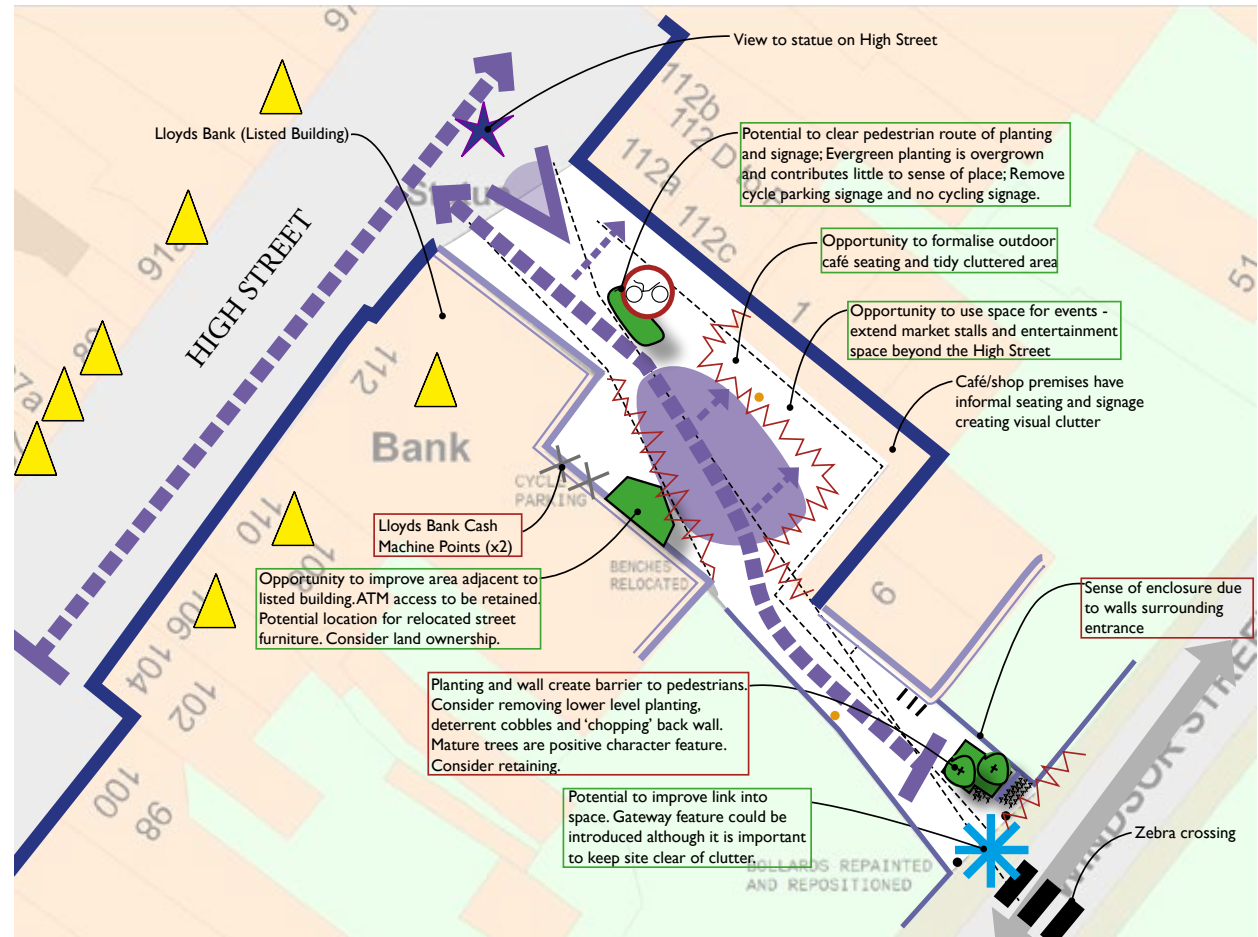 View to statue on High Street
Lloyds Bank (Listed Building)
Potential to clear pedestrian route of planting
and signage; Evergreen planting is overgrown
and contributes little to sense of place; Remove
cycle parking signage and no cycling signage.
Opportunity to formalise outdoor
café seating and tidy cluttered area
Opportunity to use space for events -
extend market stalls and entertainment
space beyond the High Street
Café/shop premises have
informal seating and signage
creating visual clutter
HIGH STREET
Statue
112b
112 D to F
112a
112c
1
51
91a
112
Bank
CYCLE
PARKING
Lloyds Bank Cash
Machine Points (x2)
110
108
106
104
102
100
98
9
BENCHES
RELOCATED
Opportunity to improve area adjacent to
listed building. ATM access to be retained.
Potential location for relocated street
furniture. Consider land ownership.
Sense of enclosure due
to walls surrounding
entrance
Planting and wall create barrier to pedestrians.
Consider removing lower level planting,
deterrent cobbles and ‘chopping’ back wall.
Mature trees are positive character feature.
Consider retaining.
Potential to improve link into
space. Gateway feature could be
introduced although it is important
to keep site clear of clutter.
BOLLARDS REPAINTED
AND REPOSITIONED
Zebra crossing